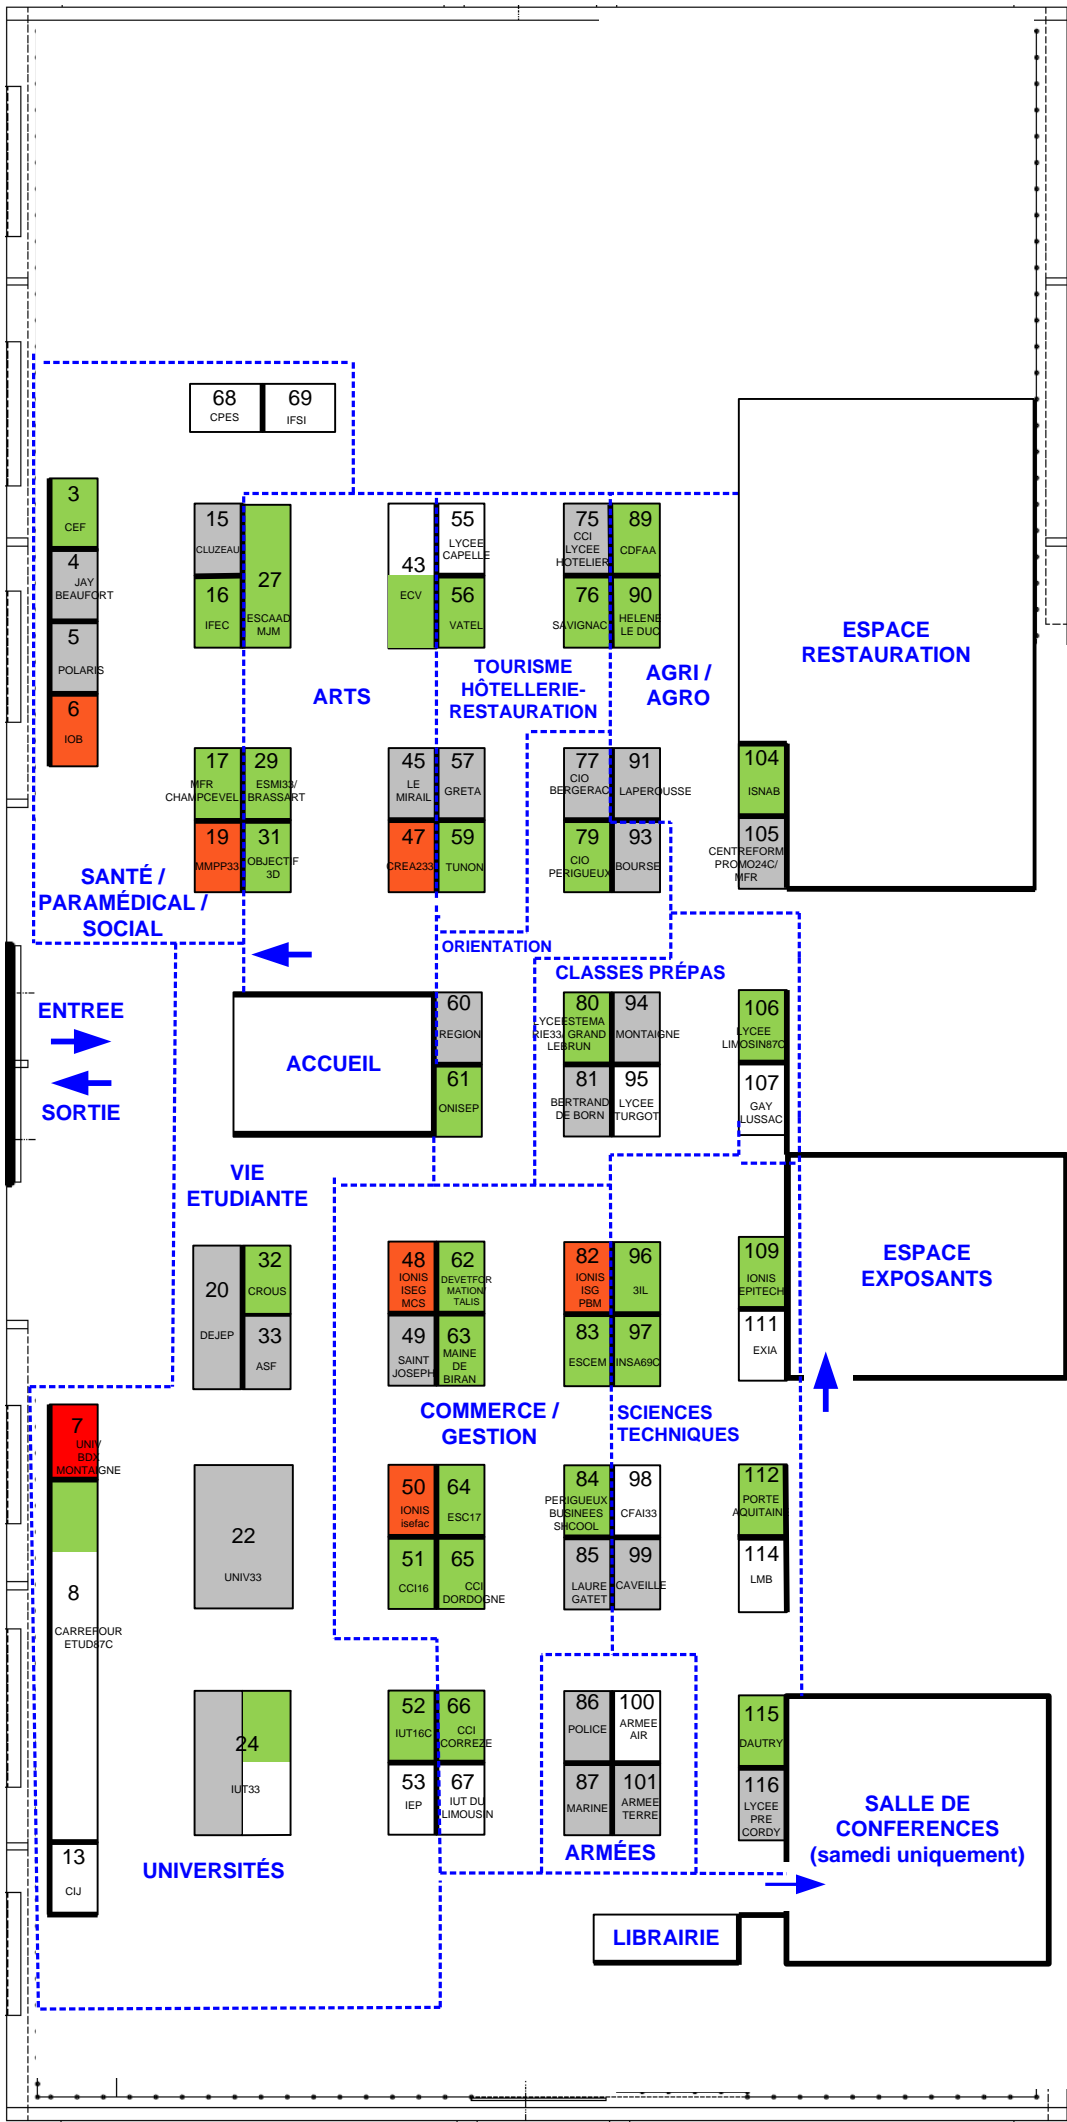 68
CPES
69
IFSI
3
CEF
4
JAY
BEAUFORT
5
POLARIS
6
IOB
15
CLUZEAU
16
IFEC
27
ESCAAD
MJM
43
ECV
55
LYCEE
CAPELLE
56
VATEL
75
CCI
LYCEE
HOTELIER
76
SAVIGNAC
89
CDFAA
90
HELENE
LE DUC
ESPACE
RESTAURATION
ARTS
TOURISME
HÔTELLERIE-
RESTAURATION
AGRI /
AGRO
17
MFR
CHAMPCEVEL
19
MMPP33
29
ESMI33/
BRASSART
31
OBJECTIF
3D
45
LE
MIRAIL
47
CREA233
57
GRETA
59
TUNON
77
CIO
BERGERAC
79
CIO
PERIGUEUX
91
LAPEROUSSE
93
BOURSE
104
ISNAB
105
CENTREFORM
PROMO24C/
MFR
SANTÉ /
PARAMÉDICAL /
SOCIAL
ORIENTATION
CLASSES PRÉPAS
ENTREE
SORTIE
ACCUEIL
60
REGION
61
ONISEP
80
LYCEESTEMA
RIE33/ GRAND
LEBRUN
81
BERTRAND
DE BORN
94
MONTAIGNE
95
LYCEE
TURGOT
106
LYCEE
LIMOSIN87C
107
GAY
LUSSAC
VIE
ETUDIANTE
20
DEJEP
32
CROUS
33
ASF
48
IONIS
ISEG
MCS
49
SAINT
JOSEPH
62
DEVETFOR
MATION/
TALIS
63
MAINE
DE
BIRAN
82
IONIS
ISG
PBM
83
ESCEM
96
3IL
97
INSA69C
109
IONIS
EPITECH
111
EXIA
ESPACE
EXPOSANTS
COMMERCE /
GESTION
SCIENCES
TECHNIQUES
7
UNIV
BDX
MONTAIGNE
8
CARREFOUR
ETUD87C
13
CIJ
22
UNIV33
50
IONIS
isefac
51
CCI16
64
ESC17
65
CCI
DORDOGNE
84
PERIGUEUX
BUSINEES
SHCOOL
85
LAURE
GATET
98
CFAI33
99
CAVEILLE
112
PORTE
AQUITAIN
114
LMB
24
IUT33
52
IUT16C
53
IEP
66
CCI
CORREZE
67
IUT DU
LIMOUSIN
86
POLICE
87
MARINE
100
ARMEE
AIR
101
ARMEE
TERRE
115
DAUTRY
116
LYCEE
PRE
CORDY
SALLE DE
CONFERENCES
(samedi uniquement)
UNIVERSITÉS
ARMÉES
LIBRAIRIE